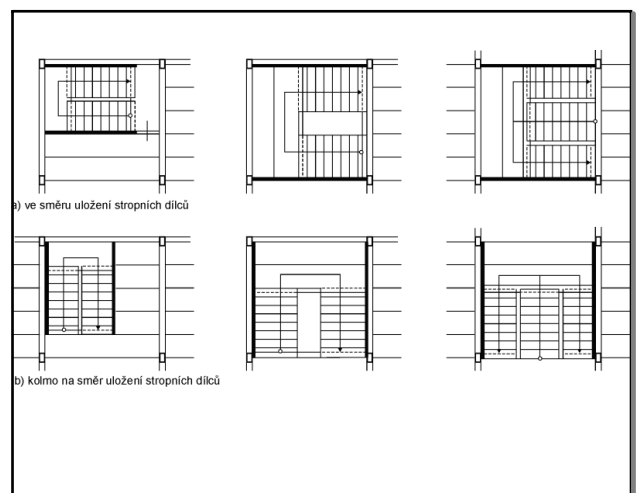 a) ve směru uložení stropních dílců
b) kolmo na směr uložení stropních dílců